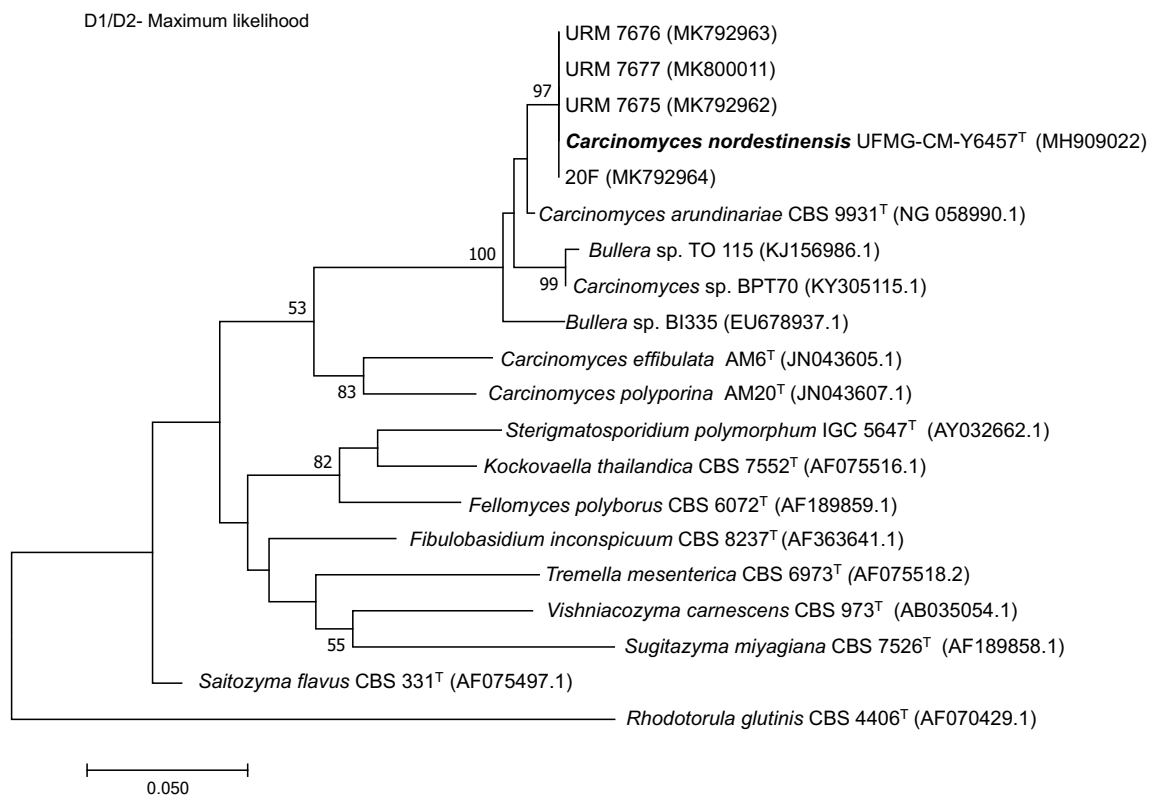 D1/D2- Maximum likelihood
URM 7676 (MK792963)
URM 7677 (MK800011)
97
URM 7675 (MK792962)
Carcinomyces nordestinensis UFMG-CM-Y6457ᵀ (MH909022)
20F (MK792964)
Carcinomyces arundinariae CBS 9931ᵀ (NG 058990.1)
100
Bullera sp. TO 115 (KJ156986.1)
99
Carcinomyces sp. BPT70 (KY305115.1)
53
Bullera sp. BI335 (EU678937.1)
Carcinomyces effibulata AM6ᵀ (JN043605.1)
83
Carcinomyces polyporina AM20ᵀ (JN043607.1)
Sterigmatosporidium polymorphum IGC 5647ᵀ (AY032662.1)
82
Kockovaella thailandica CBS 7552ᵀ (AF075516.1)
Fellomyces polyborus CBS 6072ᵀ (AF189859.1)
Fibulobasidium inconspicuum CBS 8237ᵀ (AF363641.1)
Tremella mesenterica CBS 6973ᵀ (AF075518.2)
Vishniacozyma carnescens CBS 973ᵀ (AB035054.1)
55
Sugitazyma miyagiana CBS 7526ᵀ (AF189858.1)
Saitozyma flavus CBS 331ᵀ (AF075497.1)
Rhodotorula glutinis CBS 4406ᵀ (AF070429.1)
0.050